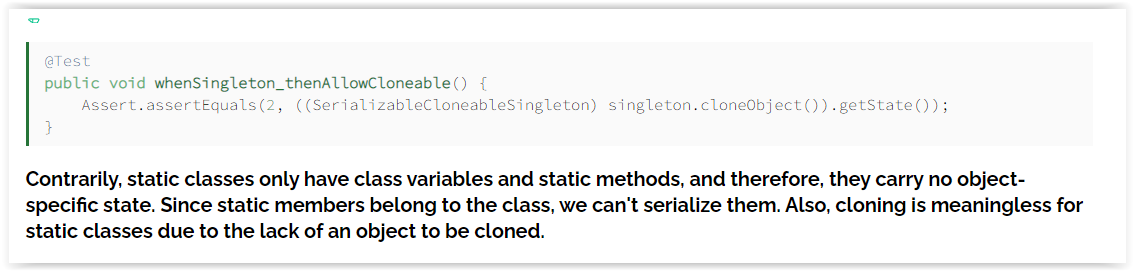 @Test
public void whenSingleton_thenAllowCloneable() {
    Assert.assertEquals(2, ((SerializableCloneableSingleton) singleton.cloneObject()).getState());
}
Contrarily, static classes only have class variables and static methods, and therefore, they carry no object-
specific state. Since static members belong to the class, we can't serialize them. Also, cloning is meaningless for
static classes due to the lack of an object to be cloned.